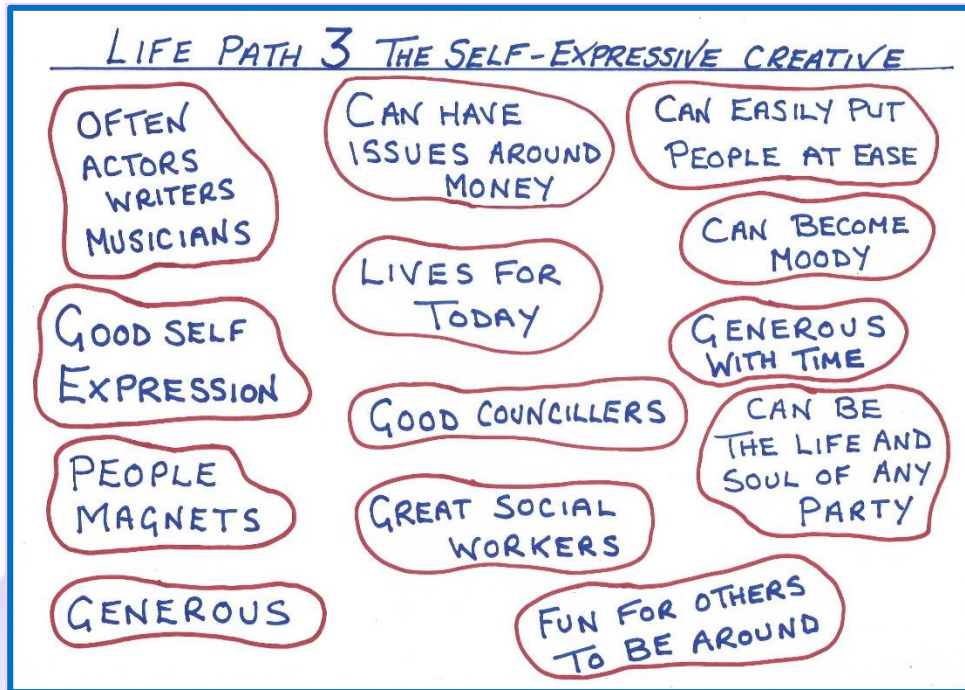 LIFE PATH 3 THE SELF-EXPRESSIVE CREATIVE
OFTEN
ACTORS
WRITERS
MUSICIANS
GOOD SELF
EXPRESSION
PEOPLE
MAGNETS
GENEROUS
CAN HAVE
ISSUES AROUND
MONEY
LIVES FOR
TODAY
GOOD COUNCILLERS
GREAT SOCIAL
WORKERS
FUN FOR OTHERS
TO BE AROUND
CAN EASILY PUT
PEOPLE AT EASE
CAN BECOME
MOODY
GENEROUS
WITH TIME
CAN BE
THE LIFE AND
SOUL OF ANY
PARTY